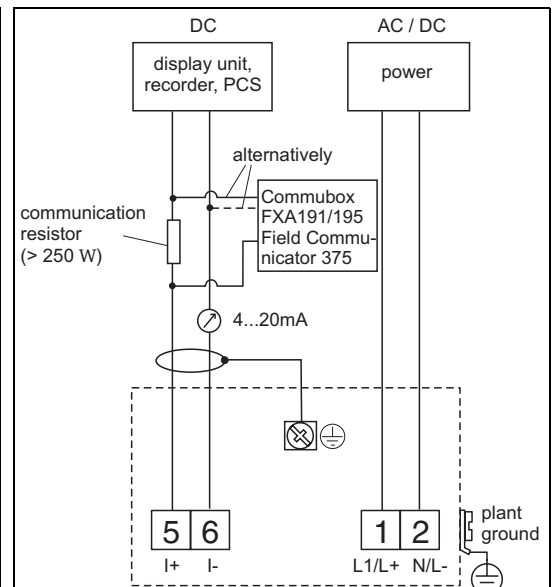 DC
AC / DC
display unit,
recorder, PCS
power
alternatively
Commubox
FXA191/195
Field Commu-
nicator 375
communication
resistor
(> 250 W)
4...20mA
5 6
1 2
I+ I-
L1/L+ N/L-
plant
ground